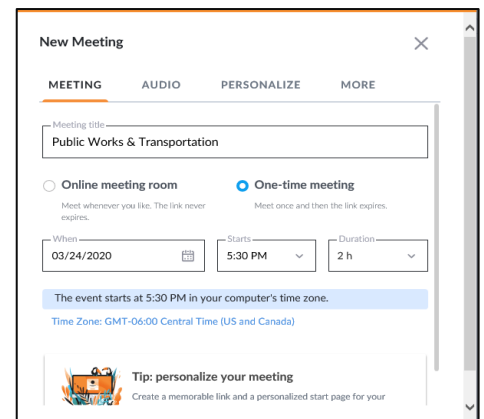 New Meeting
MEETING AUDIO PERSONALIZE MORE
Meeting title
Public Works & Transportation
Online meeting room One-time meeting
Meet whenever you like. The link never Meet once and then the link expires.
expires.
When Starts Duration
03/24/2020 5:30 PM 2 h
The event starts at 5:30 PM in your computer's time zone.
Time Zone: GMT-06:00 Central Time (US and Canada)
Tip: personalize your meeting
Create a memorable link and a personalized start page for your